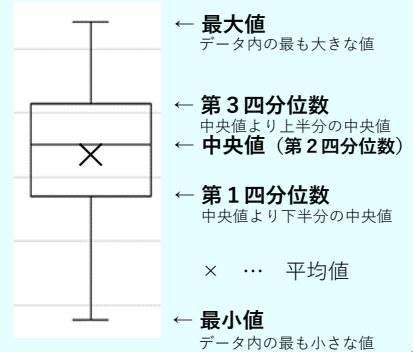 ← 最大値
データ内の最も大きな値
← 第３四分位数
中央値より上半分の中央値
← 中央値（第２四分位数）
← 第１四分位数
中央値より下半分の中央値
× … 平均値
← 最小値
データ内の最も小さな値